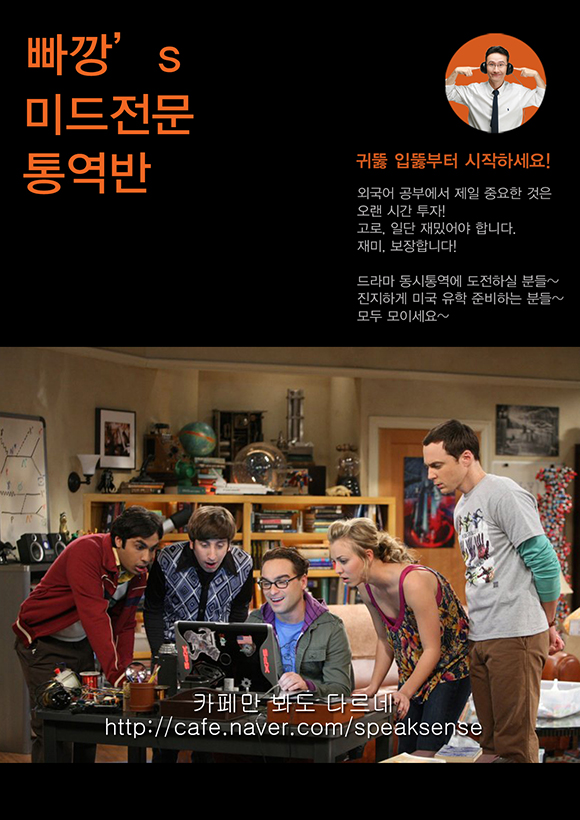 빠깡’s
미드전문
통역반
귀뚫 입뚫부터 시작하세요!
외국어 공부에서 제일 중요한 것은
오랜 시간 투자!
고로, 일단 재밌어야 합니다.
재미, 보장합니다!
드라마 동시통역에 도전하실 분들~
진지하게 미국 유학 준비하는 분들~
모두 모이세요~
카페만 봐도 다르네
http://cafe.naver.com/speaksense